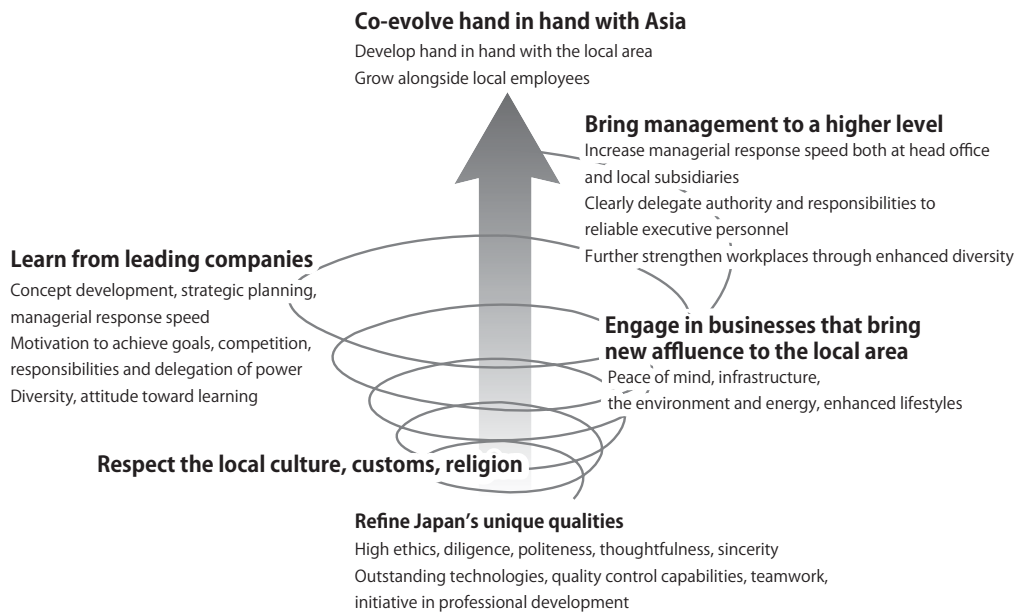 Co-evolve hand in hand with Asia
Develop hand in hand with the local area
Grow alongside local employees
Bring management to a higher level
Increase managerial response speed both at head office
and local subsidiaries
Clearly delegate authority and responsibilities to
reliable executive personnel
Further strengthen workplaces through enhanced diversity
Learn from leading companies
Concept development, strategic planning,
managerial response speed
Motivation to achieve goals, competition,
responsibilities and delegation of power
Diversity, attitude toward learning
Engage in businesses that bring
new affluence to the local area
Peace of mind, infrastructure,
the environment and energy, enhanced lifestyles
Respect the local culture, customs, religion
Refine Japan’s unique qualities
High ethics, diligence, politeness, thoughtfulness, sincerity
Outstanding technologies, quality control capabilities, teamwork,
initiative in professional development